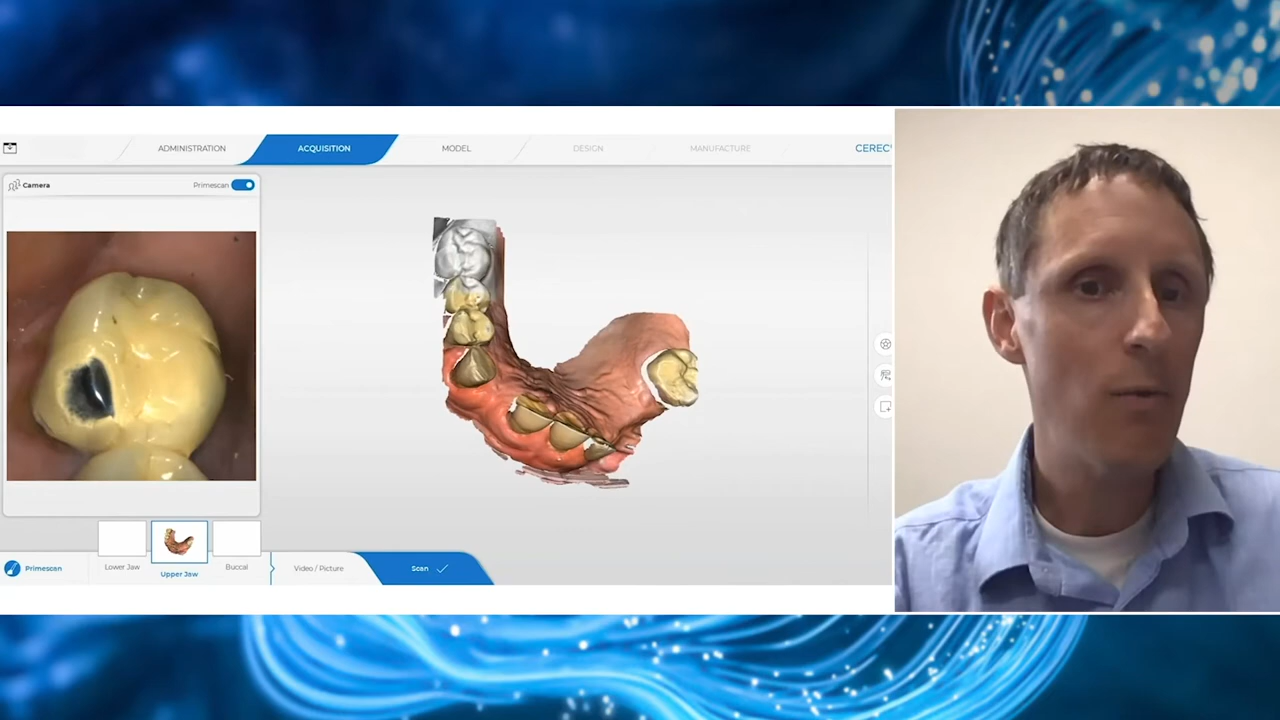 ADMINISTRATION
ACQUISITION
MODEL
DESIGN
MANUFACTURE
CEREC
Camera
Primescan
Lower Jaw
Upper Jaw
Buccal
Primescan
Video / Picture
Scan